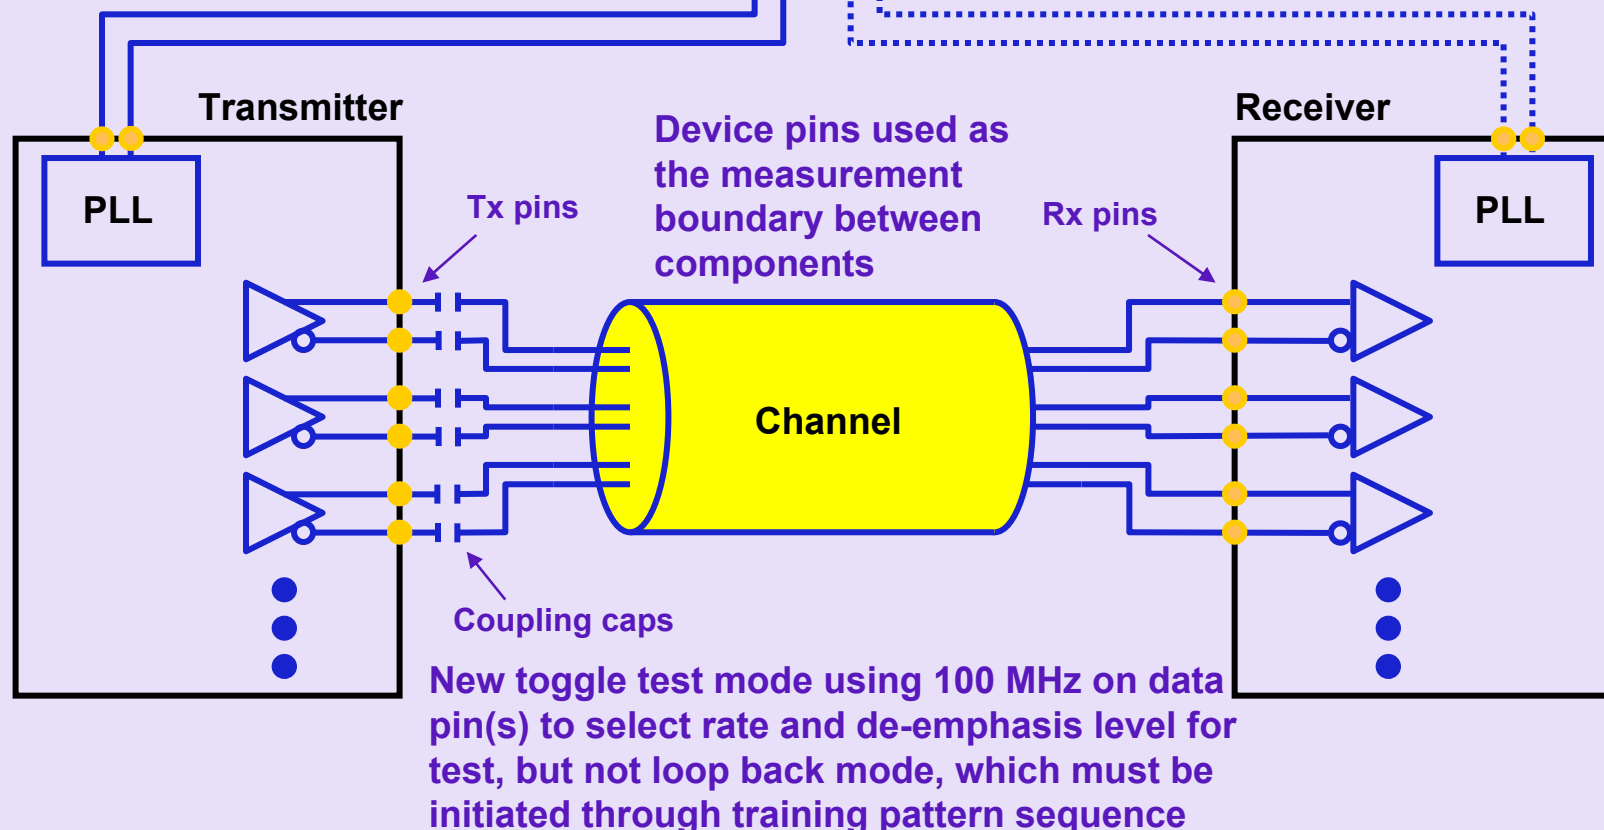 Transmitter
Receiver
Device pins used as
the measurement
boundary between
components
PLL
Tx pins
Rx pins
PLL
Channel
Coupling caps
New toggle test mode using 100 MHz on data
pin(s) to select rate and de-emphasis level for
test, but not loop back mode, which must be
initiated through training pattern sequence